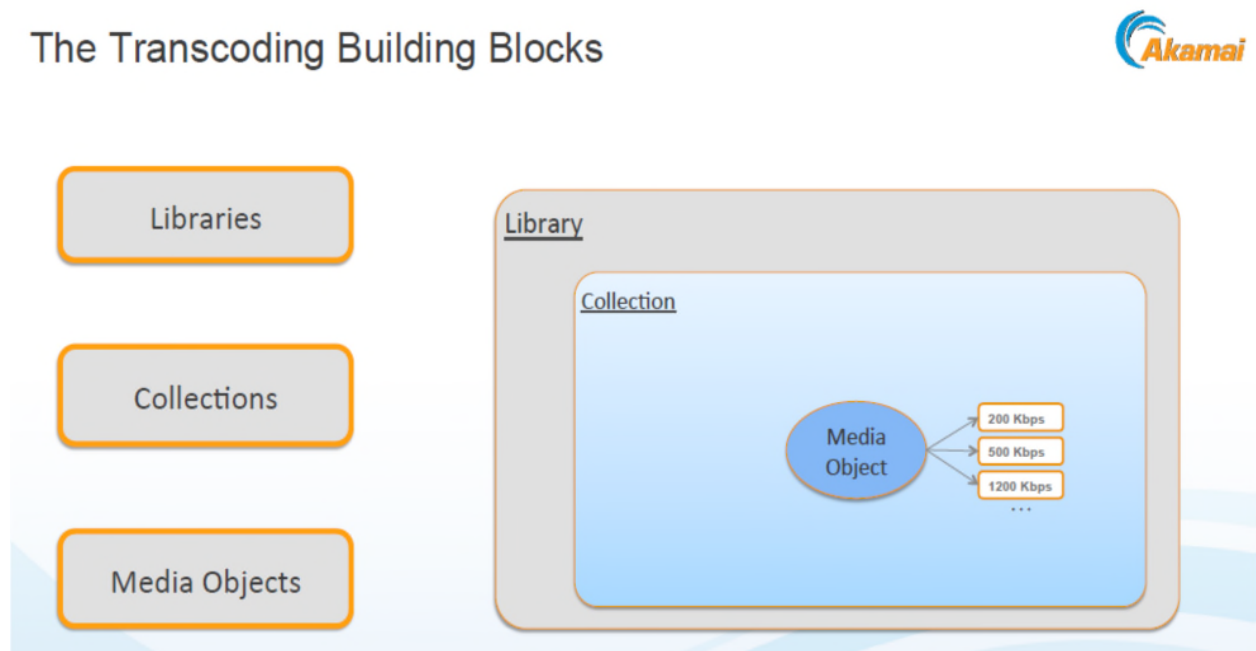 The Transcoding Building Blocks
Akamai
Libraries
Collections
Media Objects
Library
Collection
Media
Object
200 Kbps
500 Kbps
1200 Kbps
...